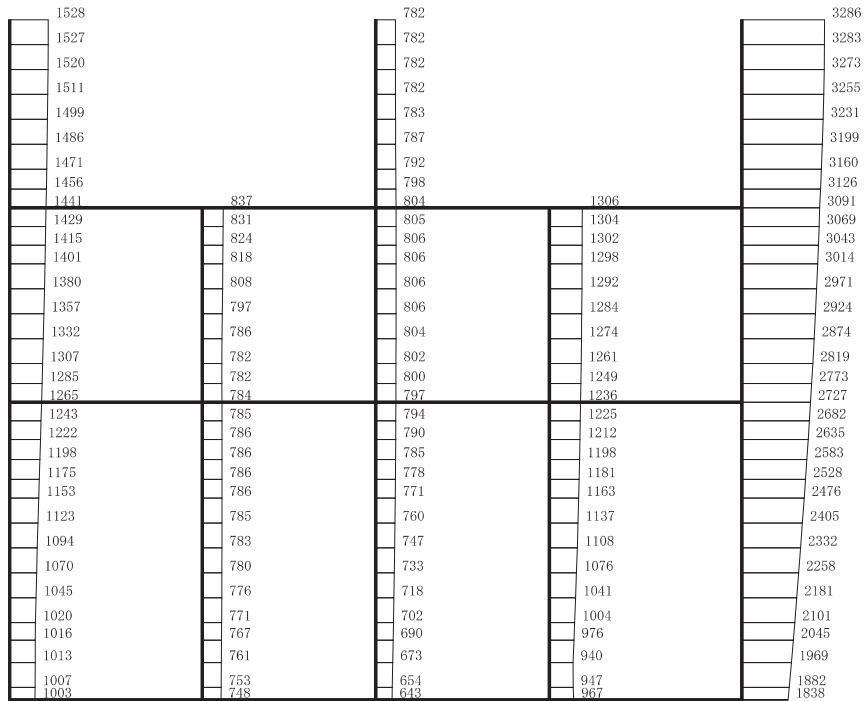 1528 782 3286
1527 782 3283
1520 782 3273
1511 782 3255
1499 783 3231
1486 787 3199
1471 792 3160
1456 798 3126
1441 837 804 1306 3091
1429 831 805 1304 3069
1415 824 806 1302 3043
1401 818 806 1298 3014
1380 808 806 1292 2971
1357 797 806 1284 2924
1332 786 804 1274 2874
1307 782 802 1261 2819
1285 782 800 1249 2773
1265 784 797 1236 2727
1243 785 794 1225 2682
1222 786 790 1212 2635
1198 786 785 1198 2583
1175 786 778 1181 2528
1153 786 771 1163 2476
1123 785 760 1137 2405
1094 783 747 1108 2332
1070 780 733 1076 2258
1045 776 718 1041 2181
1020 771 702 1004 2101
1016 767 690 976 2045
1013 761 673 940 1969
1007 753 654 947 1882
1003 748 643 967 1838